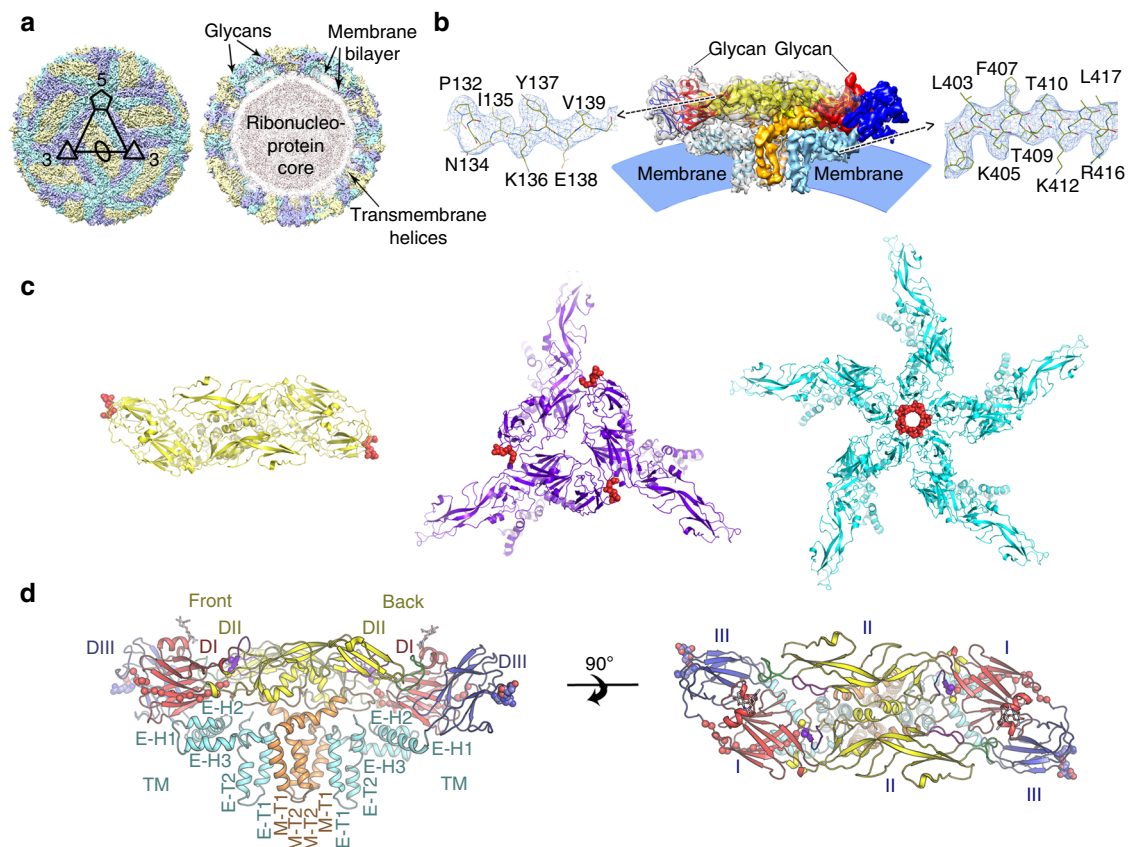 a
Glycans
Membrane
bilayer
5
3
3
Ribonucleo-
protein
core
Transmembrane
helices
b
P132
I135
Y137
V139
N134
K136
E138
Glycan Glycan
Membrane
Membrane
L403
F407
T410
L417
K405
T409
K412
R416
c
d
Front
Back
DIII
DI
DII
DII
DI
DIII
E-H2
E-H1
E-H3
E-H2
E-H1
E-H3
TM
TM
E-T2
E-T1
M-T1
M-T2
M-T2
M-T1
E-T1
E-T2
90°
III
II
I
I
II
III